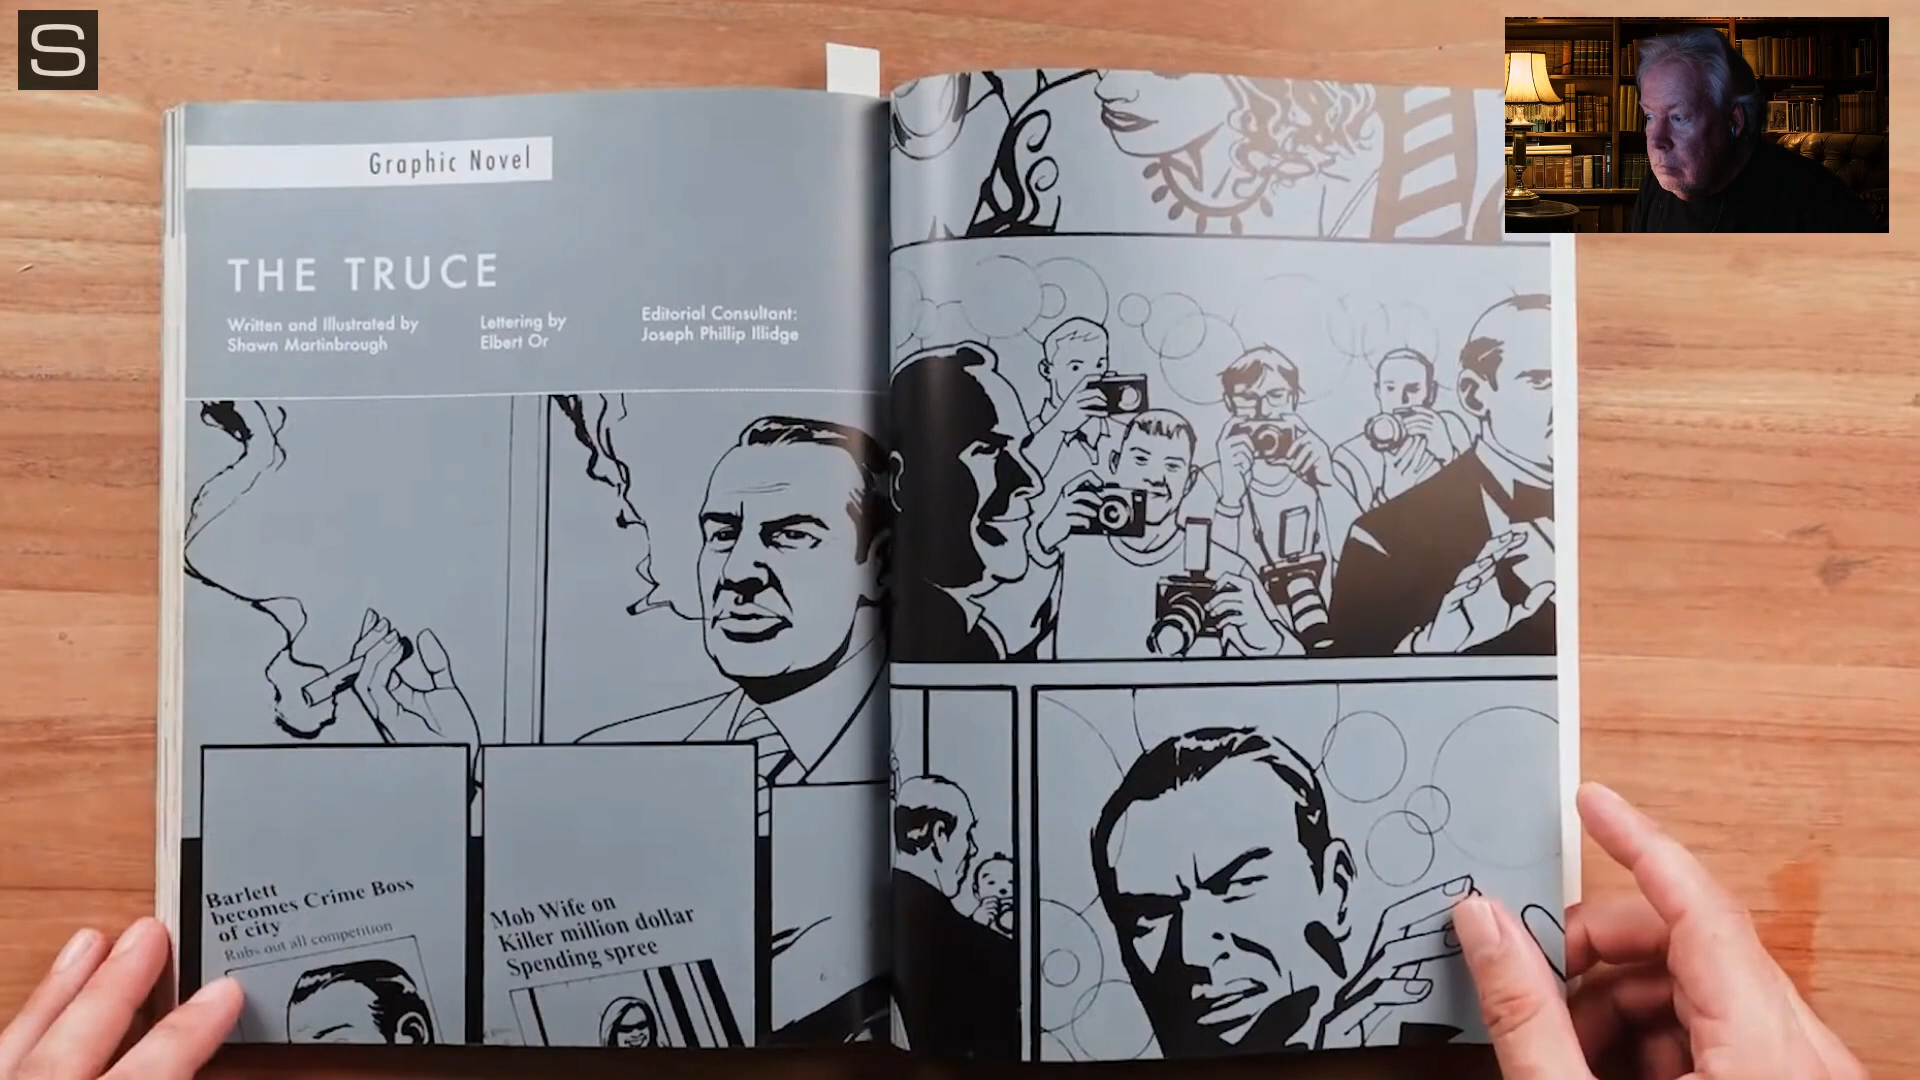 S
Graphic Novel
THE TRUCE
Written and Illustrated by
Shawn Martinbrough
Lettering by
Elbert Or
Editorial Consultant:
Joseph Phillip Illidge
Barlett
becomes Crime Boss
of city
Rubs out all competition
Mob Wife on
Killer million dollar
Spending spree